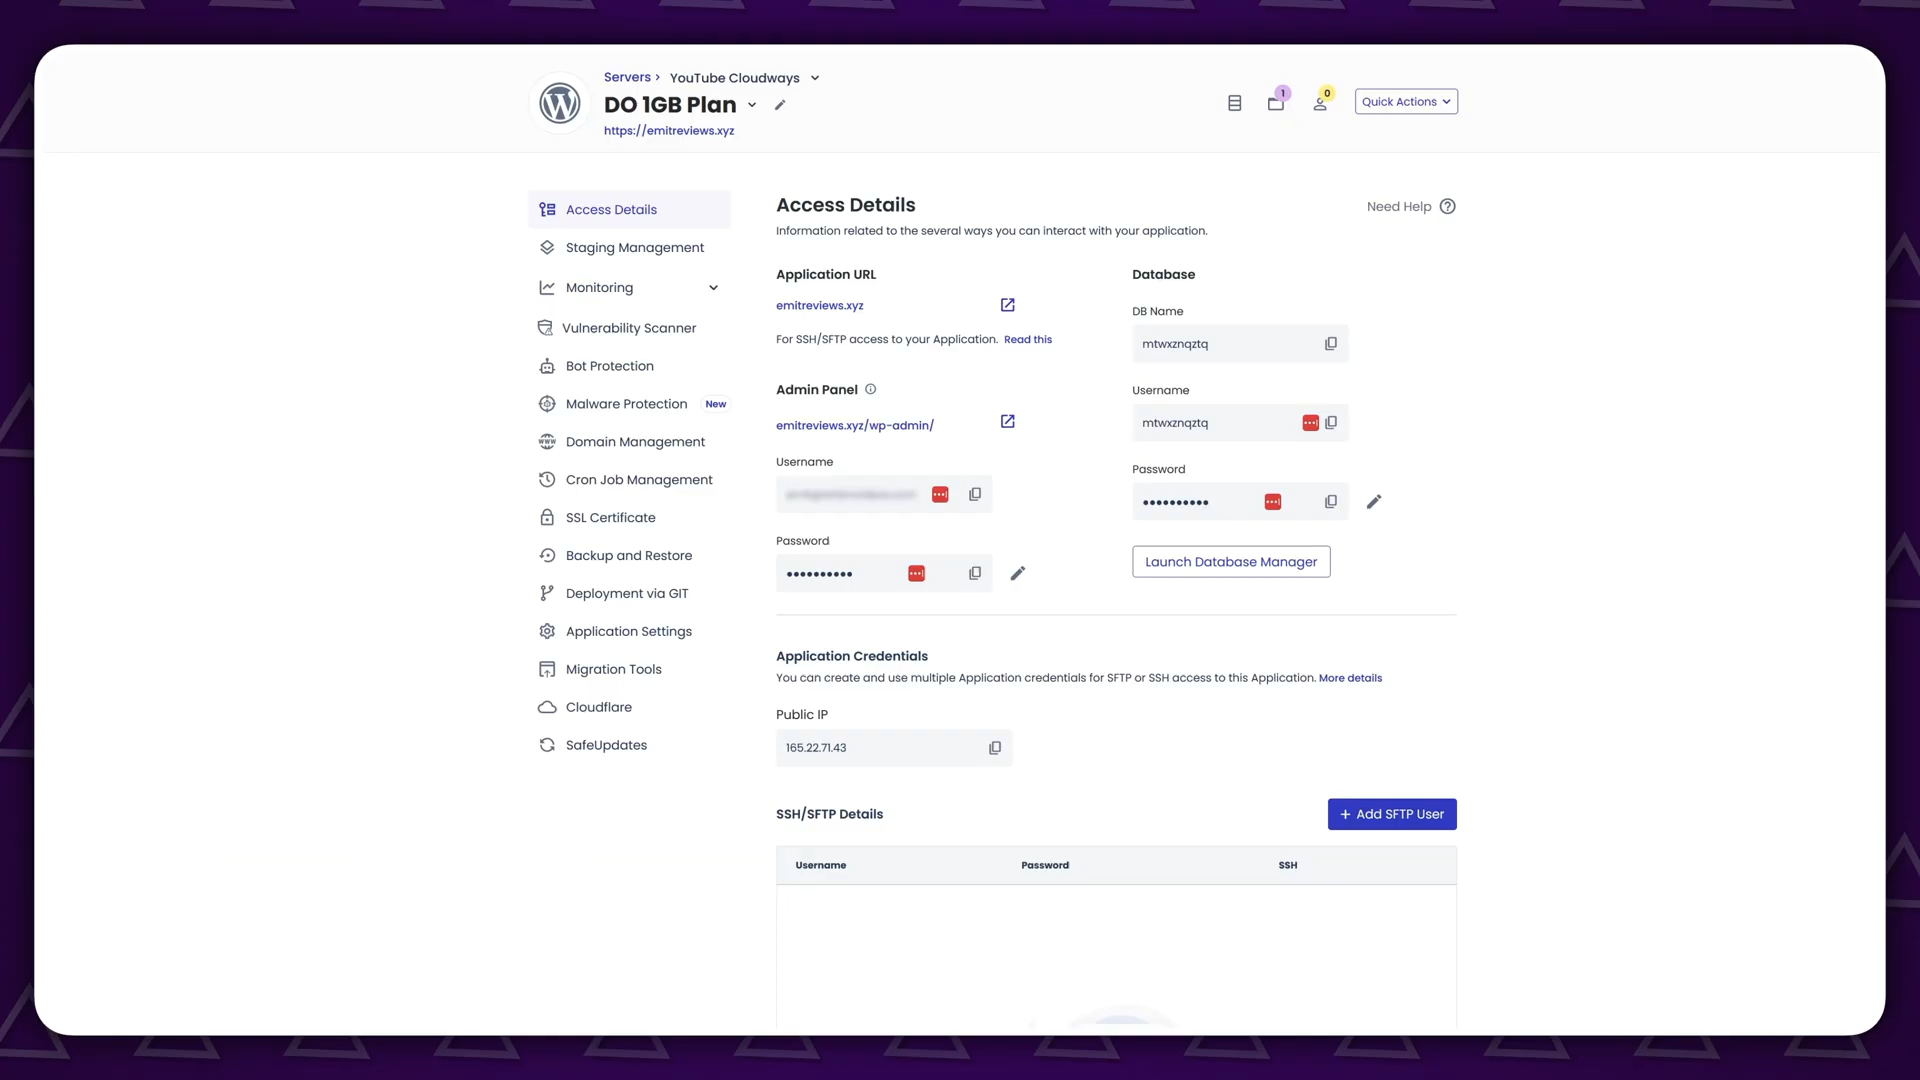 Servers › YouTube Cloudways
DO 1GB Plan
https://emitreviews.xyz
1
0
Quick Actions
Access Details
Staging Management
Monitoring
Vulnerability Scanner
Bot Protection
Malware Protection New
Domain Management
Cron Job Management
SSL Certificate
Backup and Restore
Deployment via GIT
Application Settings
Migration Tools
Cloudflare
SafeUpdates
Access Details
Need Help
Information related to the several ways you can interact with your application.
Application URL
emitreviews.xyz
For SSH/SFTP access to your Application. Read this
Admin Panel
emitreviews.xyz/wp-admin/
Username
Password
••••••••••
Database
DB Name
mtwxznqztq
Username
mtwxznqztq
Password
••••••••••
Launch Database Manager
Application Credentials
You can create and use multiple Application credentials for SFTP or SSH access to this Application. More details
Public IP
165.22.71.43
SSH/SFTP Details
+ Add SFTP User
Username Password SSH